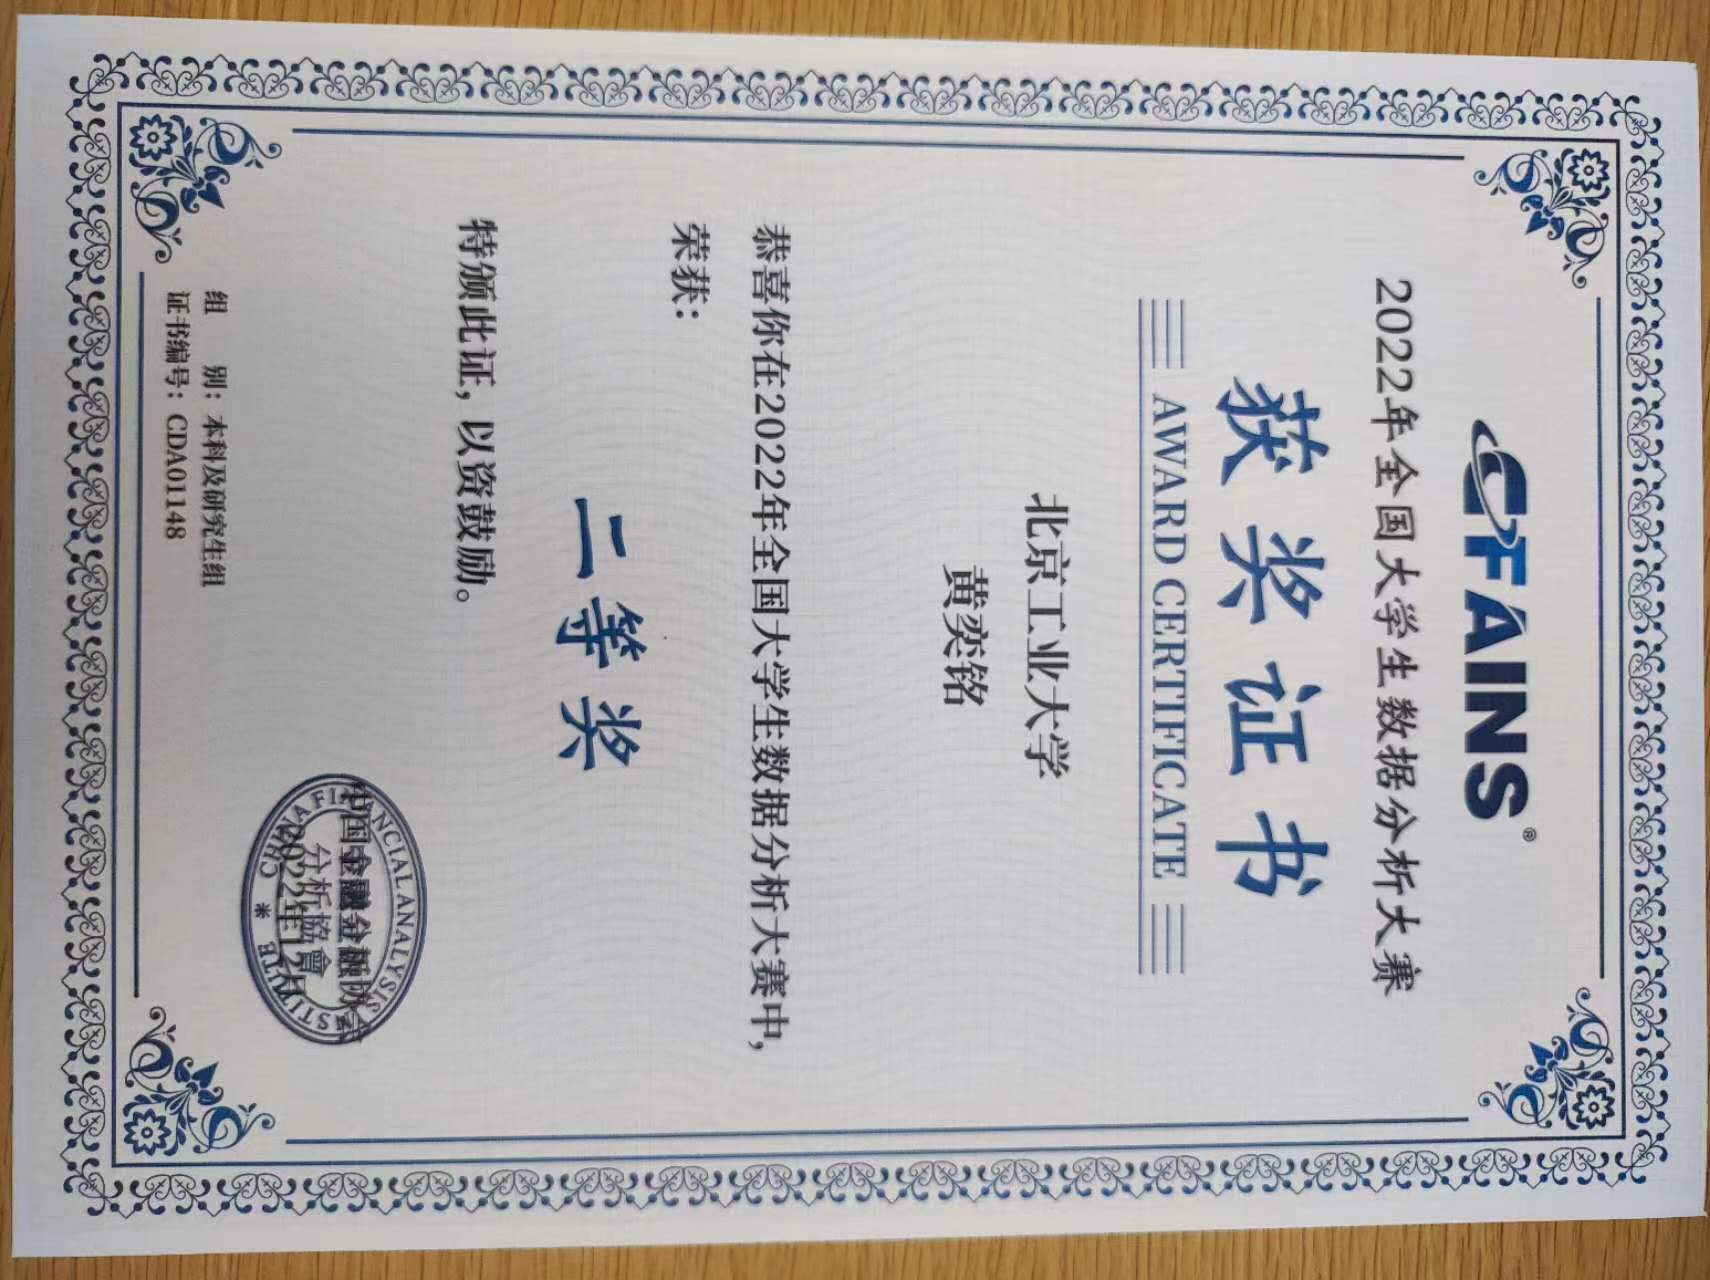 CFAINS®
2022年全国大学生数据分析大赛
获奖证书
AWARD CERTIFICATE
北京工业大学
黄奕铭
恭喜你在2022年全国大学生数据分析大赛中,
荣获:
二等奖
特颁此证, 以资鼓励。
CHINA FINANCIAL ANALYSIS INSTITUTE
中国金融分析协会
分析協會
2022年12月
组 别: 本科及研究生组
证书编号: CDA01148